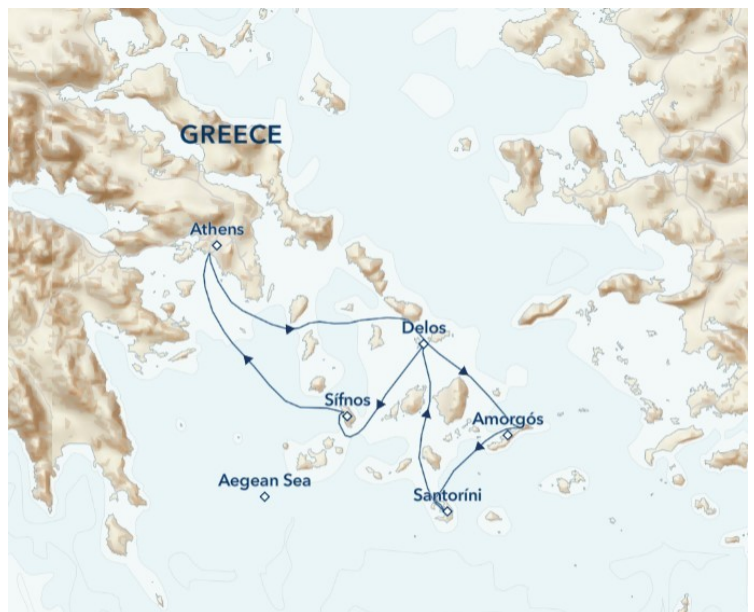 GREECE
Athens
Delos
Sífnos
Amorgós
Aegean Sea
Santoríni